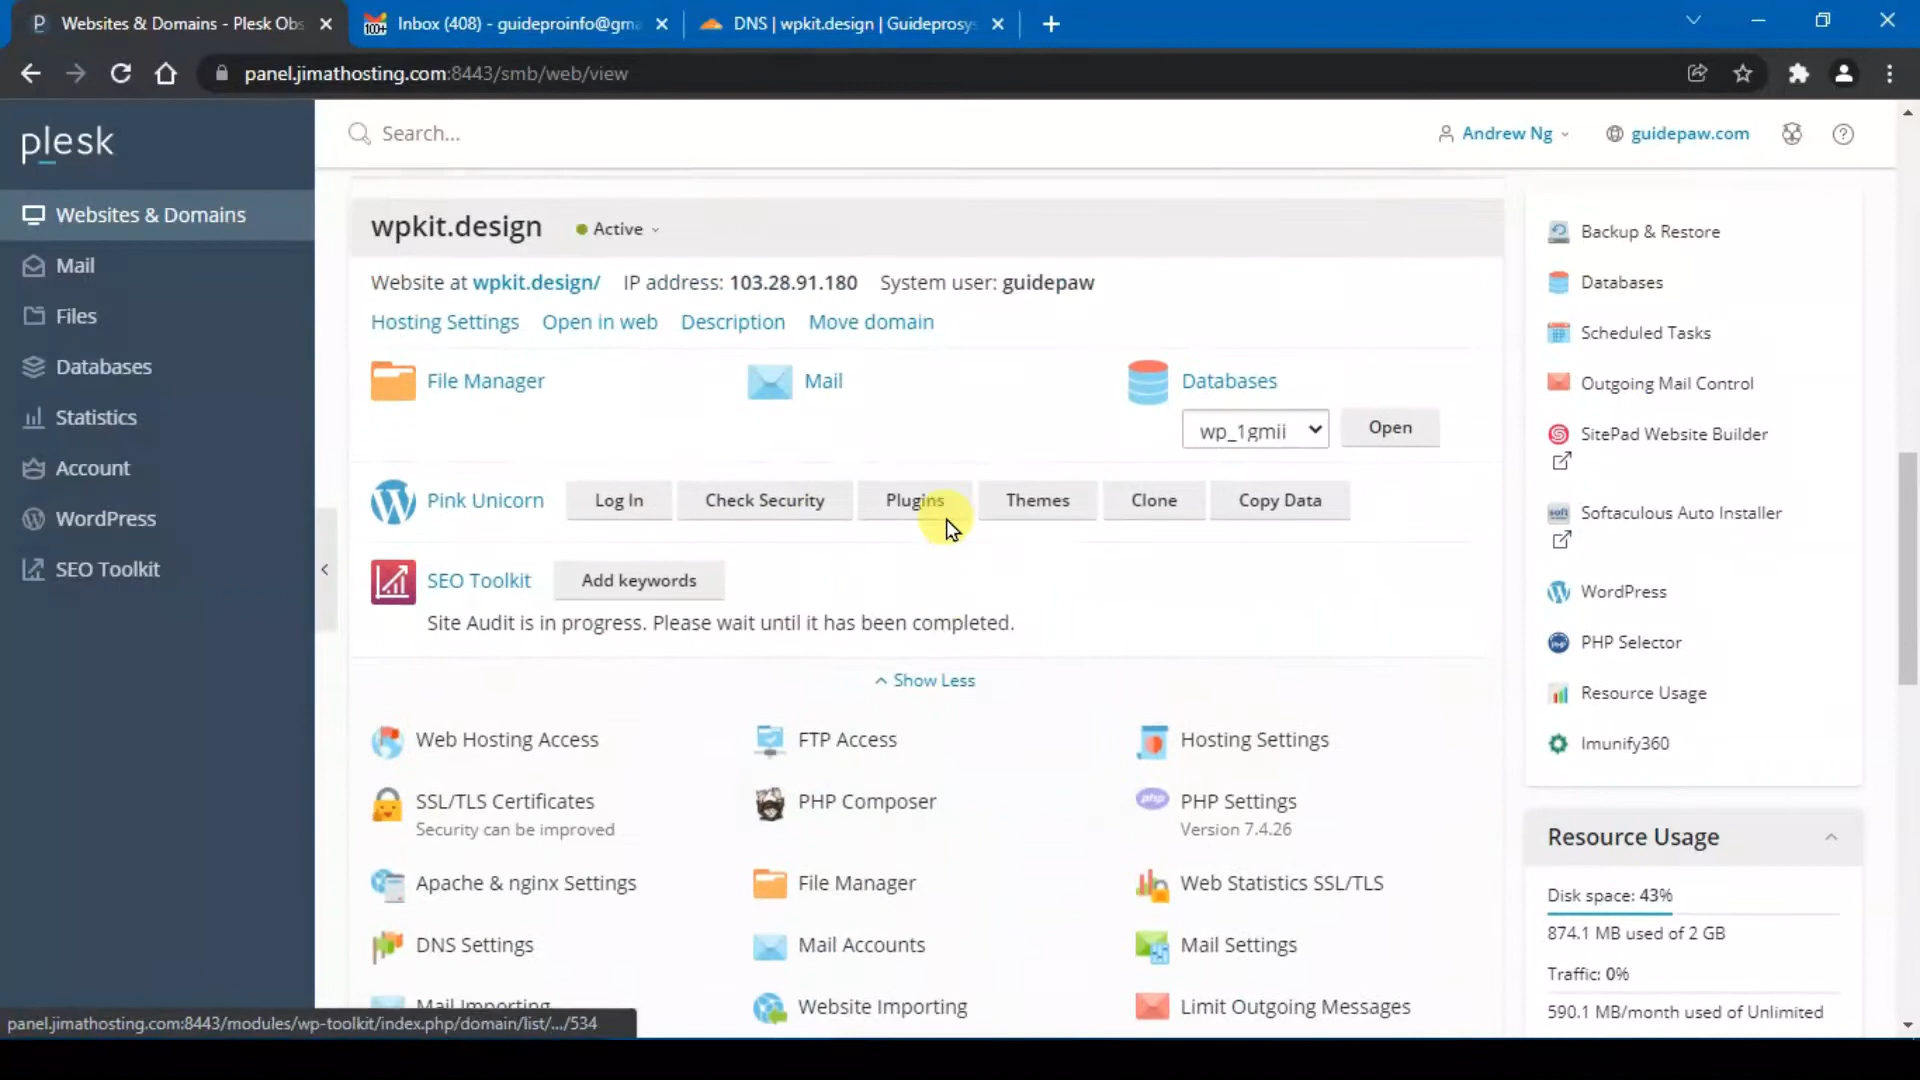 Websites & Domains - Plesk Obs
Inbox (408) - guideproinfo@gma
DNS | wpkit.design | Guideprosys
panel.jimathosting.com:8443/smb/web/view
plesk
Search...
Andrew Ng
guidepaw.com
Websites & Domains
Mail
Files
Databases
Statistics
Account
WordPress
SEO Toolkit
wpkit.design
Active
Website at wpkit.design/ IP address: 103.28.91.180 System user: guidepaw
Hosting Settings Open in web Description Move domain
File Manager
Mail
Databases
wp_1gmii
Open
Pink Unicorn
Log In
Check Security
Plugins
Themes
Clone
Copy Data
SEO Toolkit
Add keywords
Site Audit is in progress. Please wait until it has been completed.
Show Less
Web Hosting Access
FTP Access
Hosting Settings
SSL/TLS Certificates
Security can be improved
PHP Composer
php
PHP Settings
Version 7.4.26
Apache & nginx Settings
File Manager
Web Statistics SSL/TLS
DNS Settings
Mail Accounts
Mail Settings
Mail Importing
Website Importing
Limit Outgoing Messages
Backup & Restore
Databases
Scheduled Tasks
Outgoing Mail Control
SitePad Website Builder
soft
Softaculous Auto Installer
WordPress
PHP Selector
Resource Usage
Imunify360
Resource Usage
Disk space: 43%
874.1 MB used of 2 GB
Traffic: 0%
590.1 MB/month used of Unlimited
panel.jimathosting.com:8443/modules/wp-toolkit/index.php/domain/list/.../534